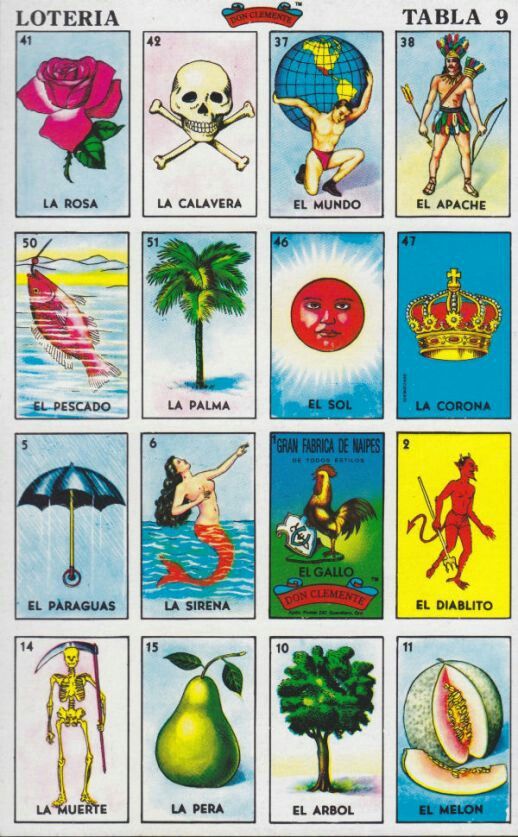 LOTERIA
DON CLEMENTE ™
TABLA 9
41
LA ROSA
42
LA CALAVERA
37
EL MUNDO
38
EL APACHE
50
EL PESCADO
51
LA PALMA
46
EL SOL
47
LA CORONA
5
EL PÀRAGUAS
6
LA SIRENA
1
GRAN FABRICA DE NAIPES
DE TODOS ESTILOS
EL GALLO
DON CLEMENTE ™
2
EL DIABLITO
14
LA MUERTE
15
LA PERA
10
EL ARBOL
11
EL MELON